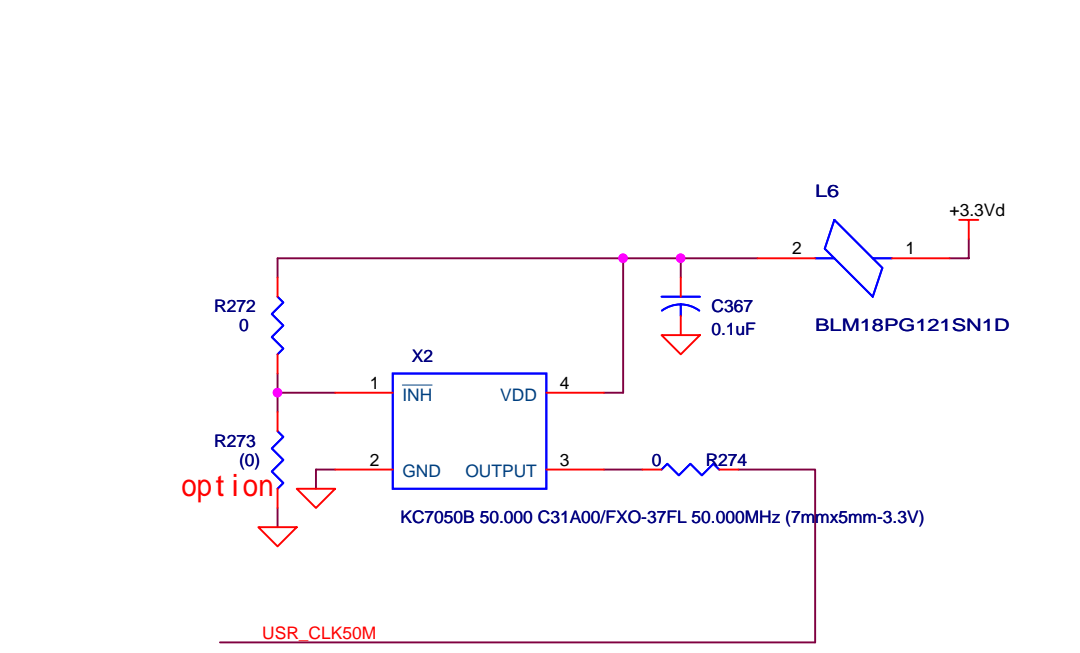 L6
+3.3Vd
2
1
R272
0
C367
0.1uF
BLM18PG121SN1D
X2
1
INH
VDD
4
R273
(0)
option
2
GND
OUTPUT
3
0
R274
KC7050B 50.000 C31A00/FXO-37FL 50.000MHz (7mmx5mm-3.3V)
USR_CLK50M